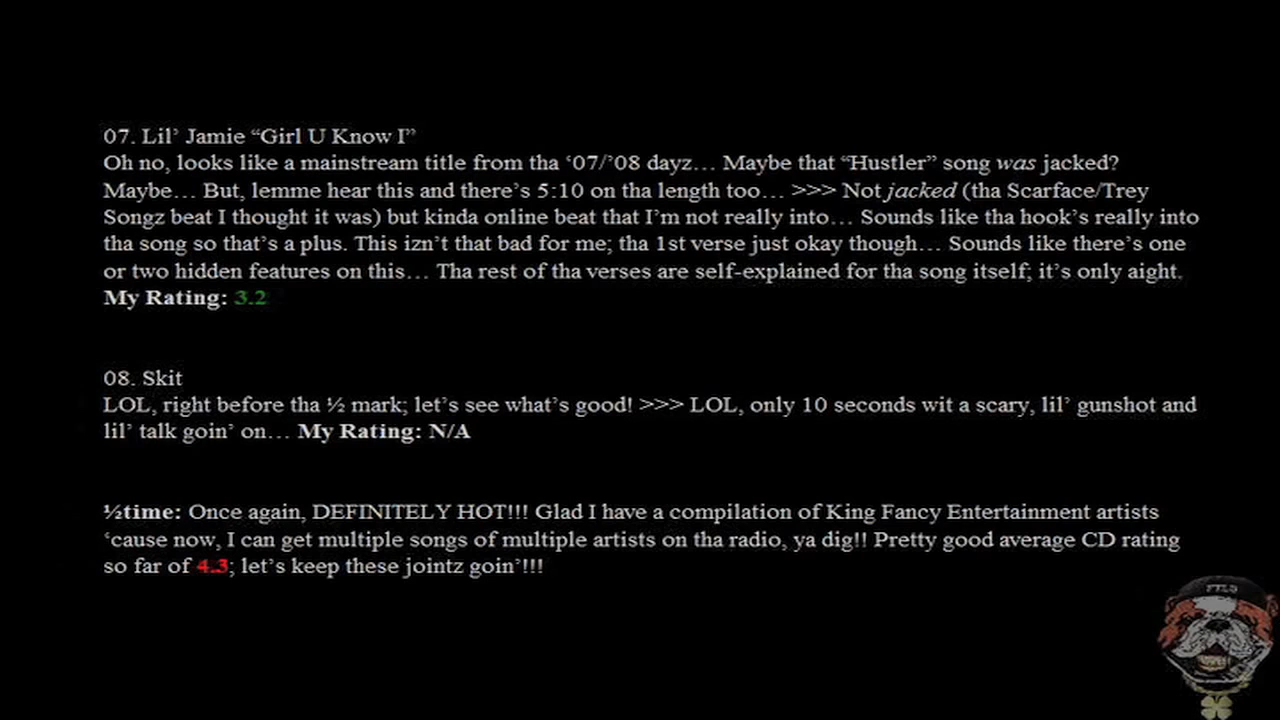 07. Lil’ Jamie “Girl U Know I”
Oh no, looks like a mainstream title from tha ‘07/’08 dayz… Maybe that “Hustler” song was jacked?
Maybe… But, lemme hear this and there’s 5:10 on tha length too… >>> Not jacked (tha Scarface/Trey
Songz beat I thought it was) but kinda online beat that I’m not really into… Sounds like tha hook’s really into
tha song so that’s a plus. This izn’t that bad for me; tha 1st verse just okay though… Sounds like there’s one
or two hidden features on this… Tha rest of tha verses are self-explained for tha song itself; it’s only aight.
My Rating: 3.2
08. Skit
LOL, right before tha ½ mark; let’s see what’s good! >>> LOL, only 10 seconds wit a scary, lil’ gunshot and
lil’ talk goin’ on… My Rating: N/A
½time: Once again, DEFINITELY HOT!!! Glad I have a compilation of King Fancy Entertainment artists
‘cause now, I can get multiple songs of multiple artists on tha radio, ya dig!! Pretty good average CD rating
so far of 4.3; let’s keep these jointz goin’!!!